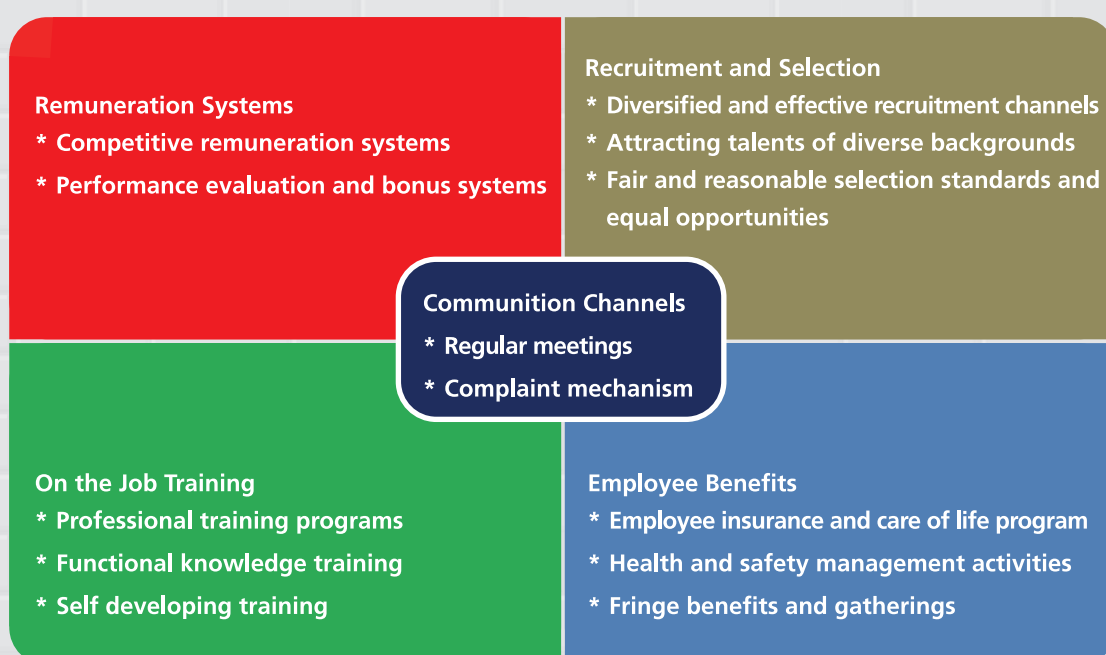 Remuneration Systems
* Competitive remuneration systems
* Performance evaluation and bonus systems
Recruitment and Selection
* Diversified and effective recruitment channels
* Attracting talents of diverse backgrounds
* Fair and reasonable selection standards and
equal opportunities
Communition Channels
* Regular meetings
* Complaint mechanism
On the Job Training
* Professional training programs
* Functional knowledge training
* Self developing training
Employee Benefits
* Employee insurance and care of life program
* Health and safety management activities
* Fringe benefits and gatherings